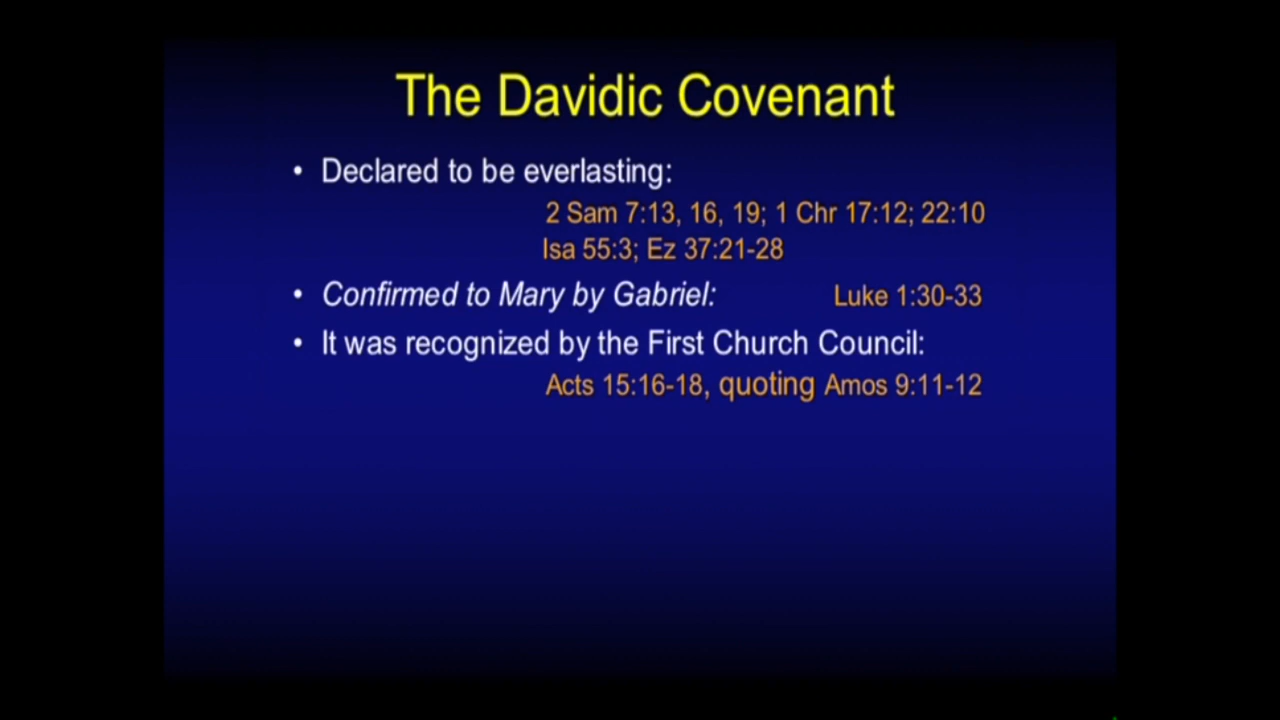 The Davidic Covenant
• Declared to be everlasting:
2 Sam 7:13, 16, 19; 1 Chr 17:12; 22:10
Isa 55:3; Ez 37:21-28
• Confirmed to Mary by Gabriel: Luke 1:30-33
• It was recognized by the First Church Council:
Acts 15:16-18, quoting Amos 9:11-12